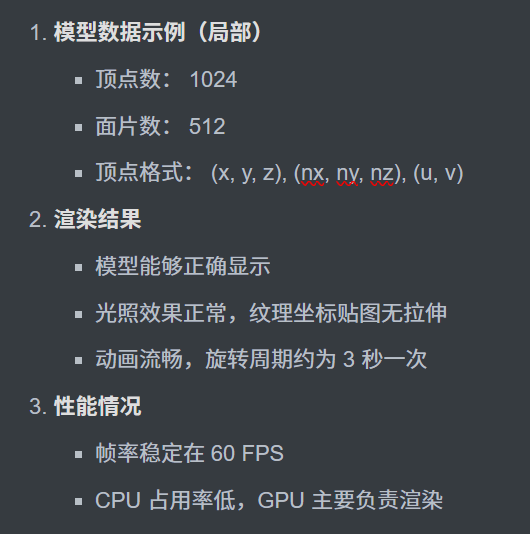 1. 模型数据示例（局部）
▪ 顶点数： 1024
▪ 面片数： 512
▪ 顶点格式： (x, y, z), (nx, ny, nz), (u, v)
2. 渲染结果
▪ 模型能够正确显示
▪ 光照效果正常，纹理坐标贴图无拉伸
▪ 动画流畅，旋转周期约为 3 秒一次
3. 性能情况
▪ 帧率稳定在 60 FPS
▪ CPU 占用率低，GPU 主要负责渲染